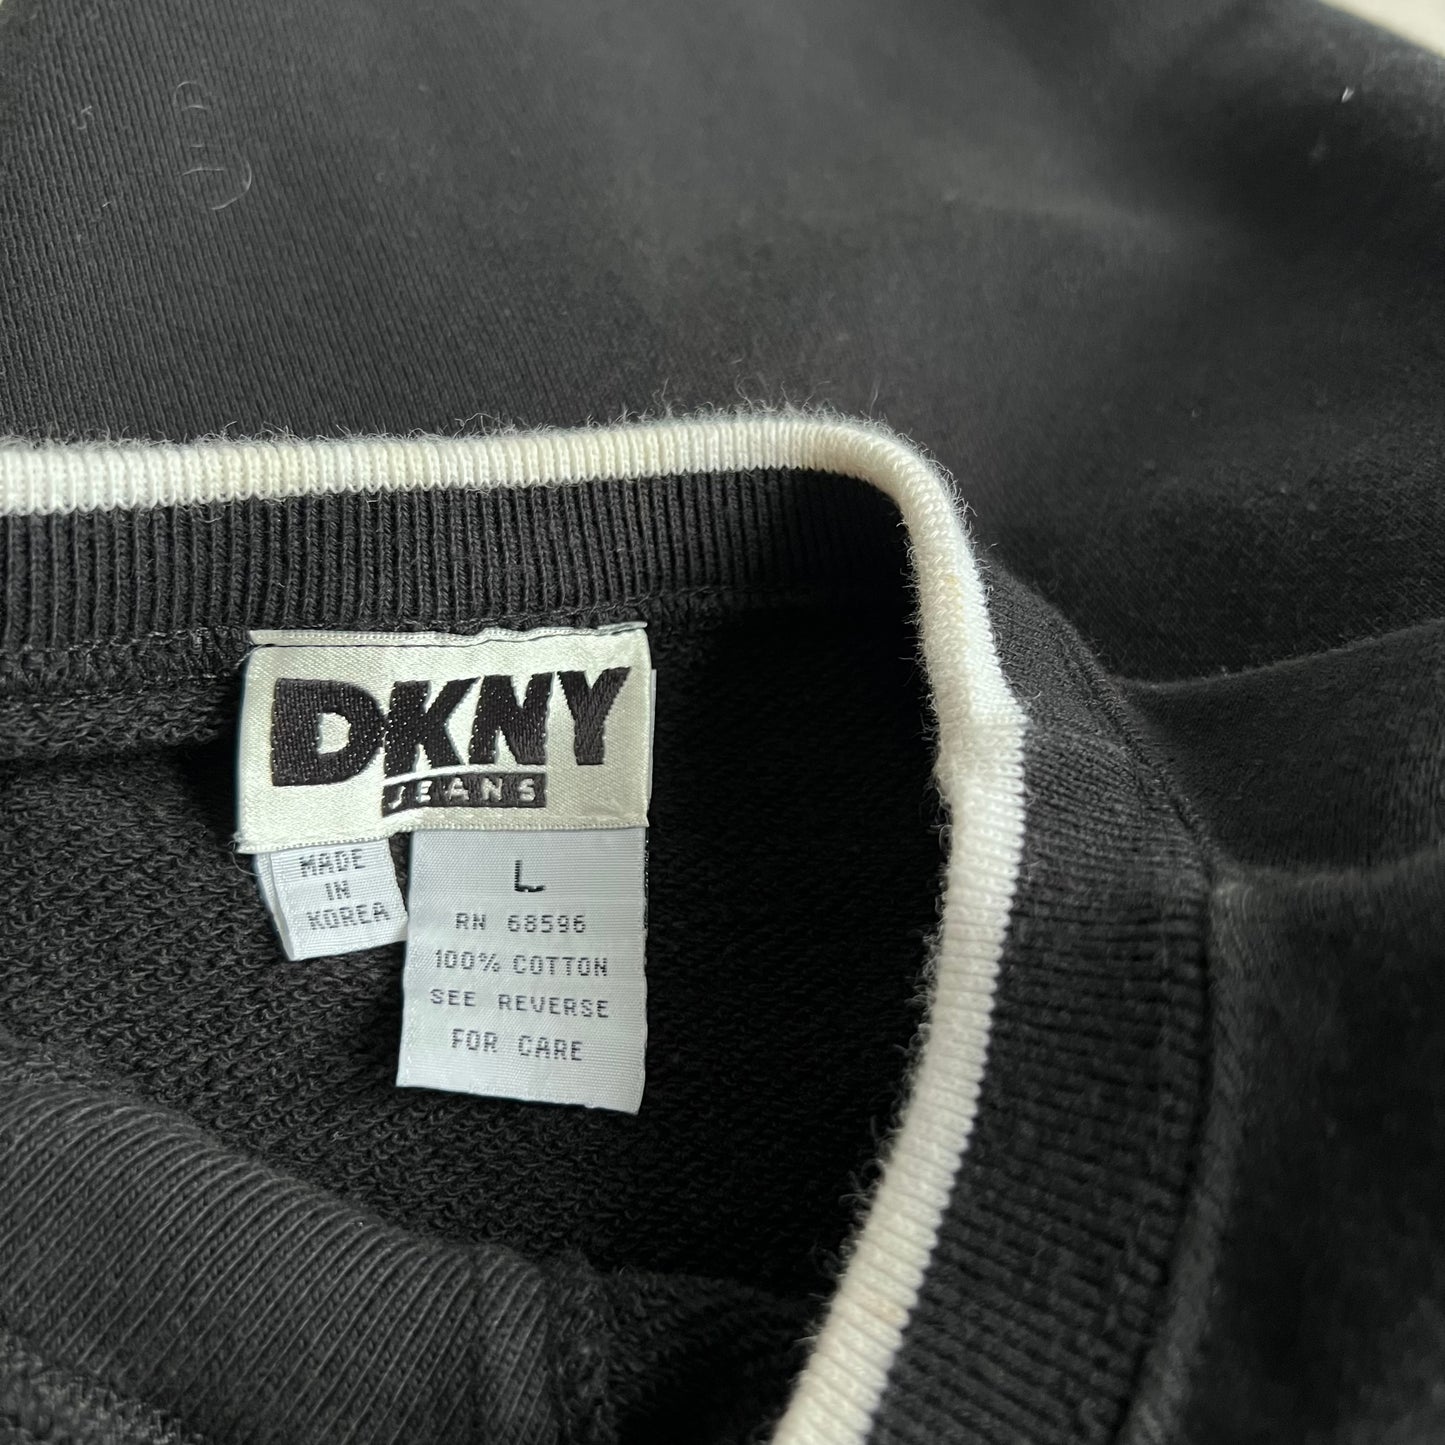 DKNY
JEANS
MADE
IN
KOREA
L
RN 68596
100% COTTON
SEE REVERSE
FOR CARE